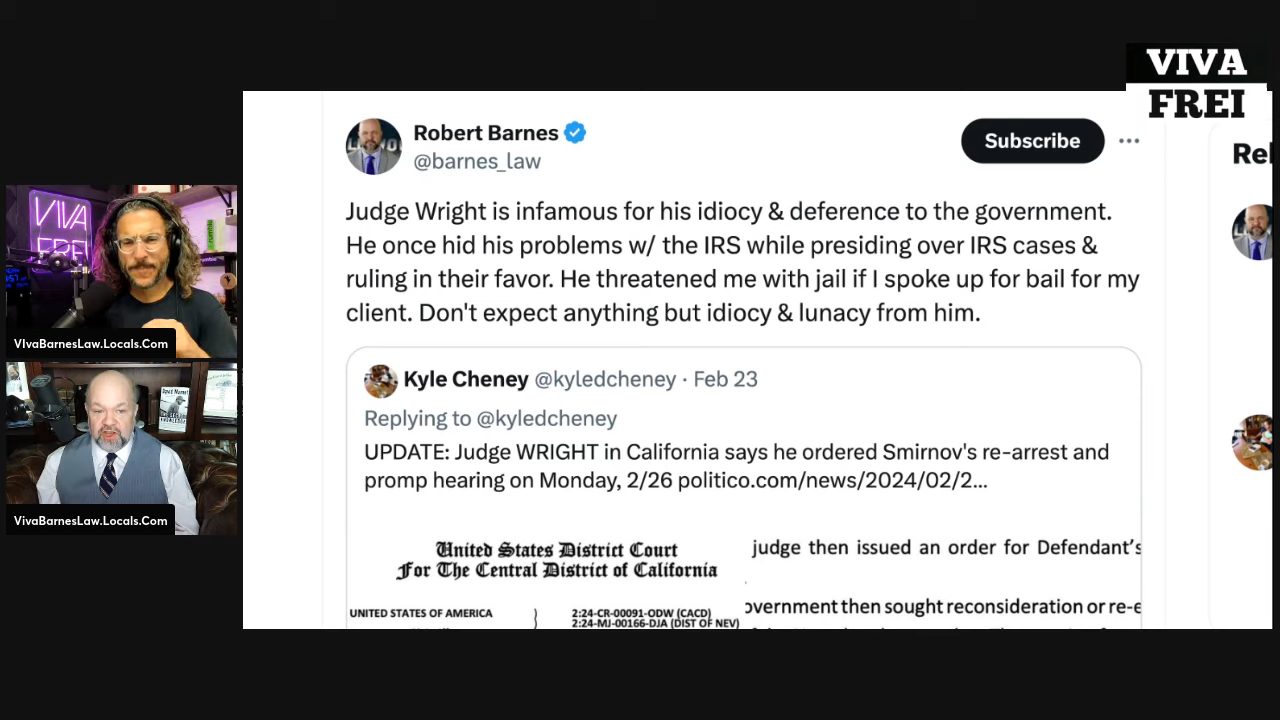 VIVA
FREI
Robert Barnes
@barnes_law
Subscribe
Rel
Judge Wright is infamous for his idiocy & deference to the government.
He once hid his problems w/ the IRS while presiding over IRS cases &
ruling in their favor. He threatened me with jail if I spoke up for bail for my
client. Don't expect anything but idiocy & lunacy from him.
Kyle Cheney @kyledcheney · Feb 23
Replying to @kyledcheney
UPDATE: Judge WRIGHT in California says he ordered Smirnov's re-arrest and
promp hearing on Monday, 2/26 politico.com/news/2024/02/2...
United States District Court
For The Central District of California
UNITED STATES OF AMERICA
2:24-CR-00091-ODW (CACD)
2:24-MJ-00166-DJA (DIST OF NEV)
judge then issued an order for Defendant's
overnment then sought reconsideration or re-e
VIVA
FREI
VIvaBarnesLaw.Locals.Com
VivaBarnesLaw.Locals.Com